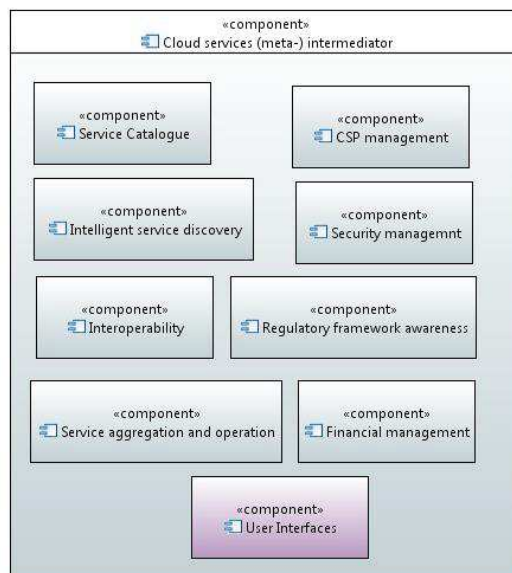 «component»
Cloud services (meta-) intermediator
«component»
Service Catalogue
«component»
CSP management
«component»
Intelligent service discovery
«component»
Security managemnt
«component»
Interoperability
«component»
Regulatory framework awareness
«component»
Service aggregation and operation
«component»
Financial management
«component»
User Interfaces